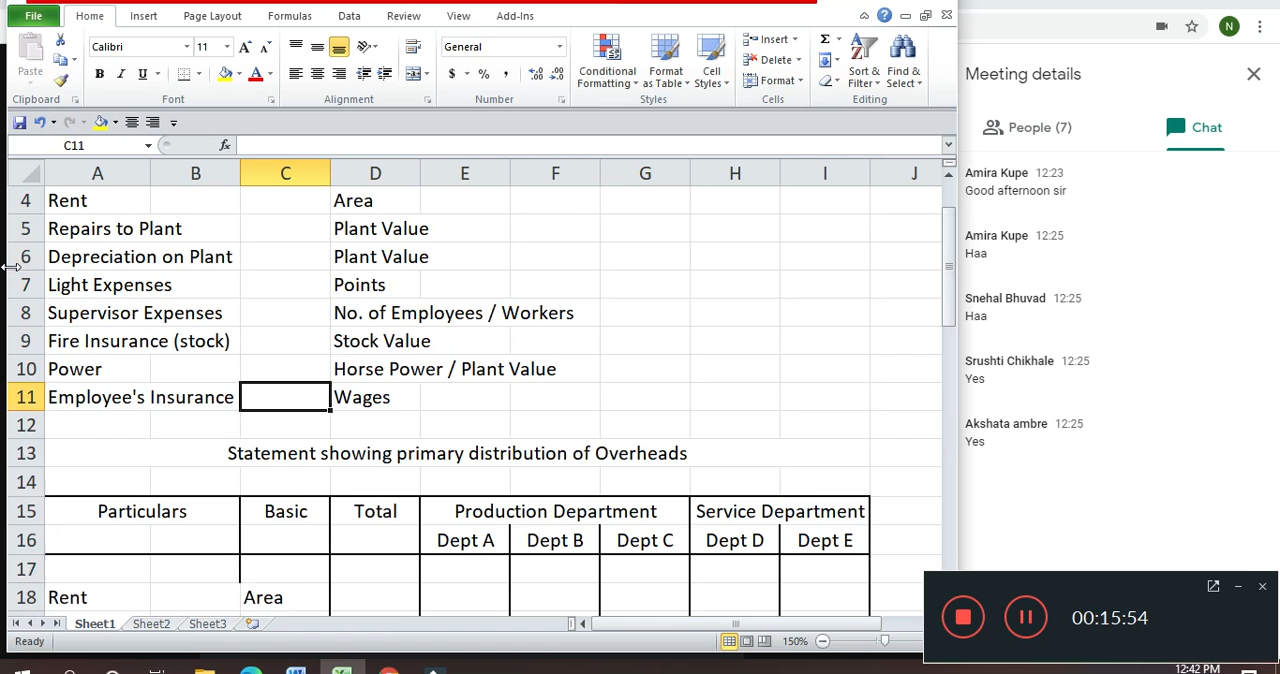 File Home Insert Page Layout Formulas Data Review View Add-Ins
Calibri 11 General Insert
Paste Conditional Format Cell Delete Sort & Find &
Formatting as Table Styles Format Filter Select
Clipboard Font Alignment Number Styles Cells Editing
C11 fx
A B C D E F G H I J
4 Rent Area
5 Repairs to Plant Plant Value
6 Depreciation on Plant Plant Value
7 Light Expenses Points
8 Supervisor Expenses No. of Employees / Workers
9 Fire Insurance (stock) Stock Value
10 Power Horse Power / Plant Value
11 Employee's Insurance Wages
12
13 Statement showing primary distribution of Overheads
14
15 Particulars Basic Total Production Department Service Department
16 Dept A Dept B Dept C Dept D Dept E
17
18 Rent Area
Sheet1 Sheet2 Sheet3
Ready 150%
N
Meeting details
People (7) Chat
Amira Kupe 12:23
Good afternoon sir
Amira Kupe 12:25
Haa
Snehal Bhuvad 12:25
Haa
Srushti Chikhale 12:25
Yes
Akshata ambre 12:25
Yes
00:15:54
12:42 PM